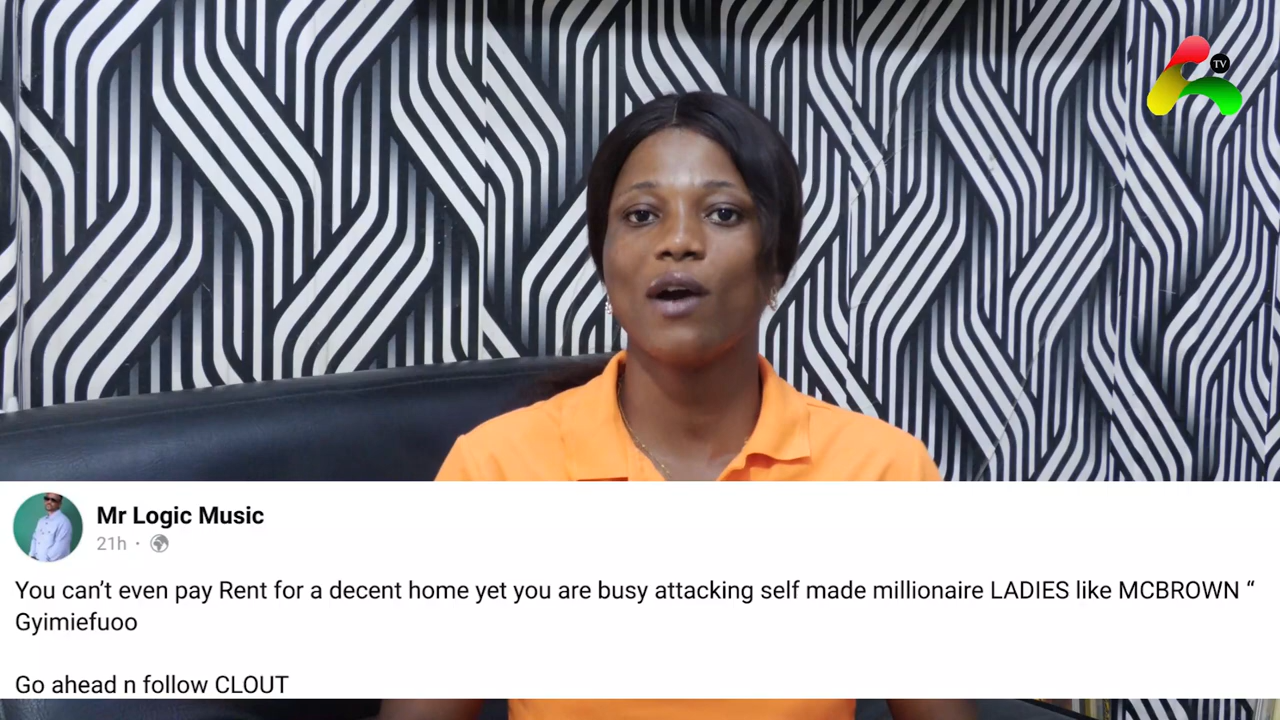 TV
Mr Logic Music
21h ·
You can’t even pay Rent for a decent home yet you are busy attacking self made millionaire LADIES like MCBROWN “
Gyimiefuoo
Go ahead n follow CLOUT